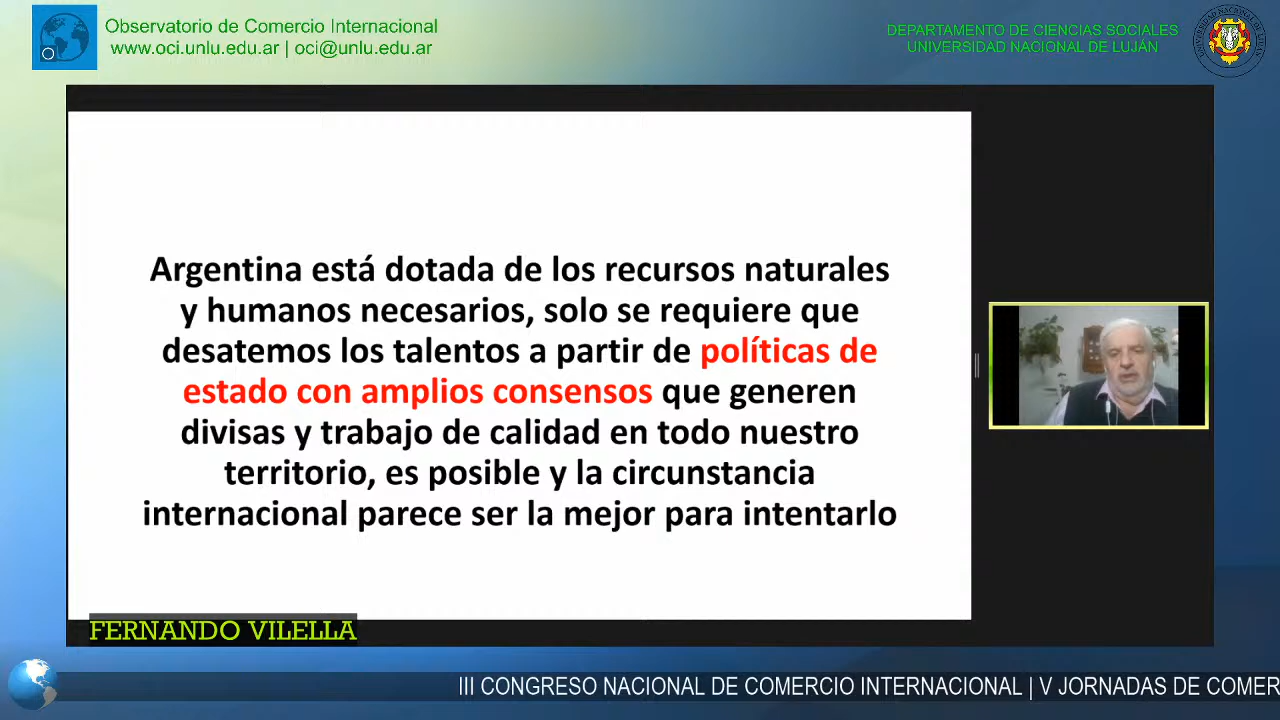 Observatorio de Comercio Internacional
www.oci.unlu.edu.ar | oci@unlu.edu.ar
DEPARTAMENTO DE CIENCIAS SOCIALES
UNIVERSIDAD NACIONAL DE LUJÁN
Argentina está dotada de los recursos naturales
y humanos necesarios, solo se requiere que
desatemos los talentos a partir de políticas de
estado con amplios consensos que generen
divisas y trabajo de calidad en todo nuestro
territorio, es posible y la circunstancia
internacional parece ser la mejor para intentarlo
FERNANDO VILELLA
III CONGRESO NACIONAL DE COMERCIO INTERNACIONAL | V JORNADAS DE COMER